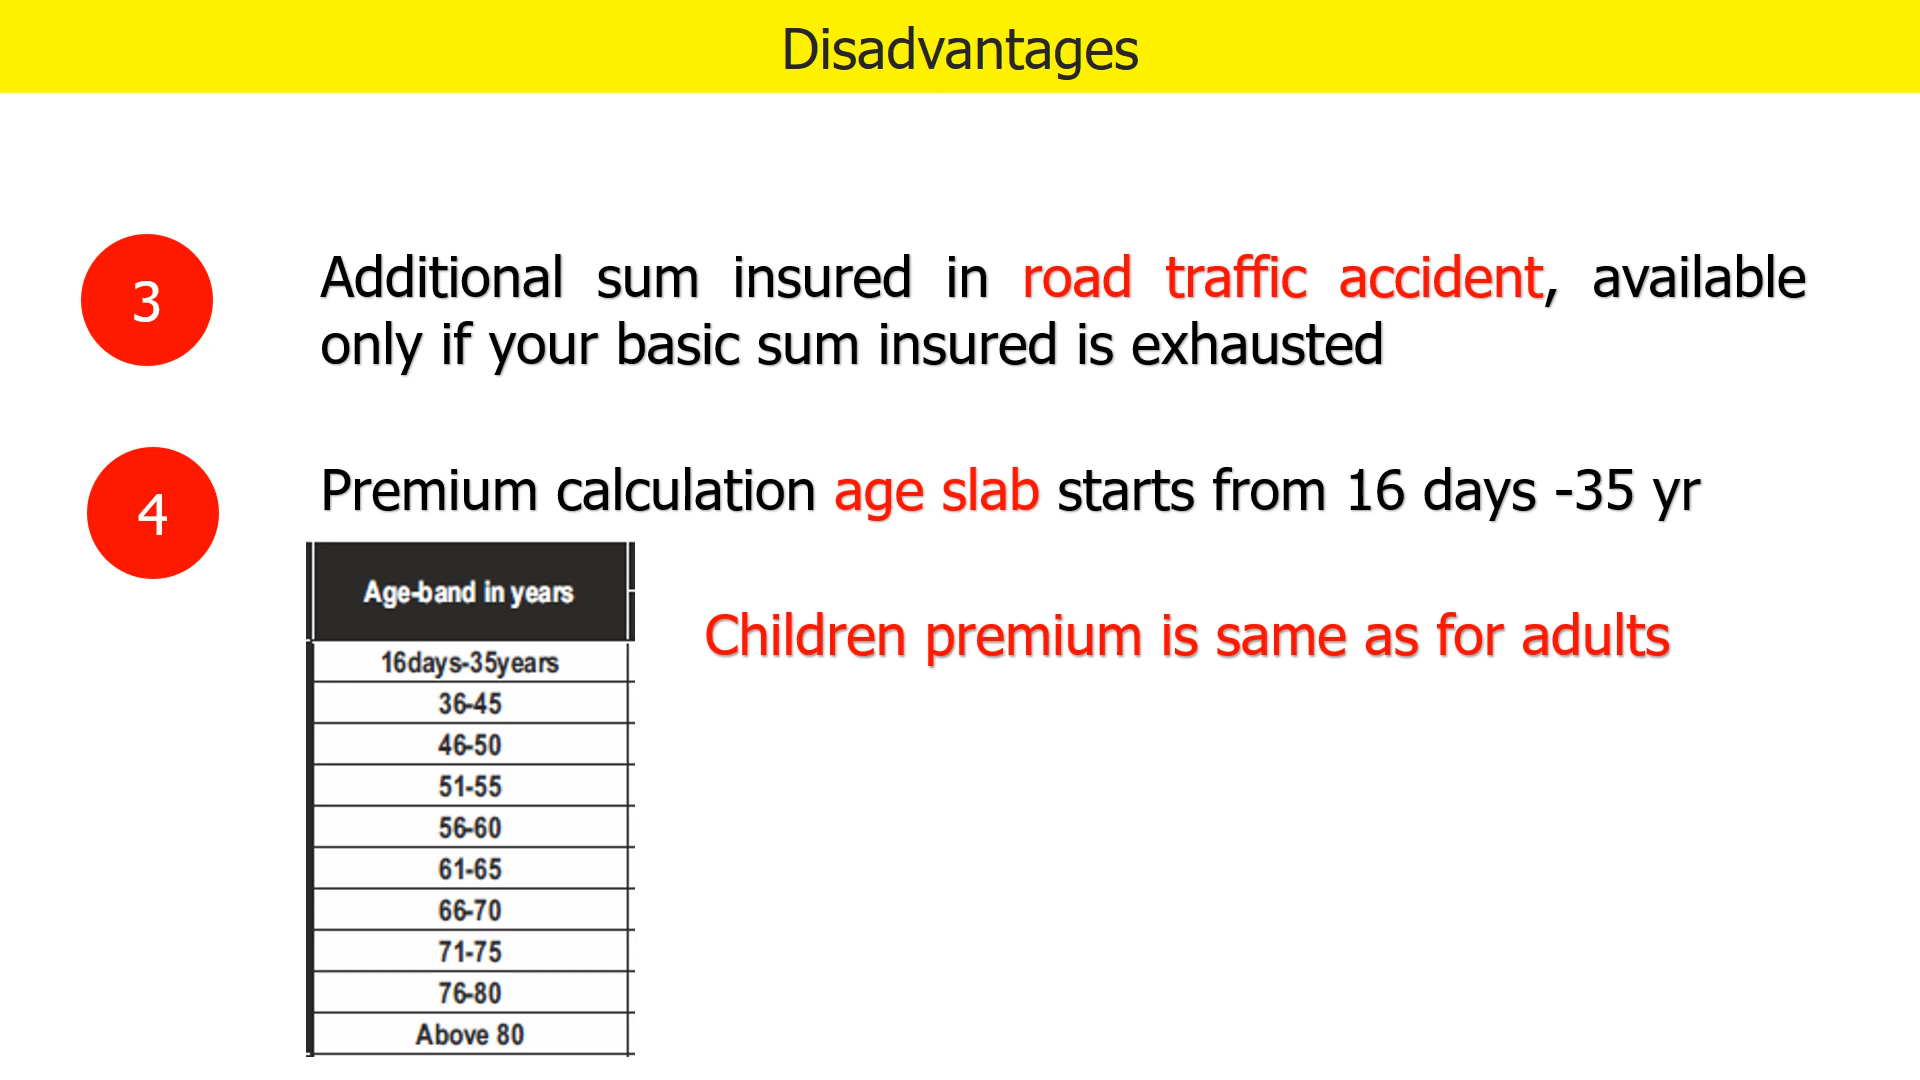 Disadvantages
3
Additional sum insured in road traffic accident, available
only if your basic sum insured is exhausted
4
Premium calculation age slab starts from 16 days -35 yr
Age-band in years
16days-35years
36-45
46-50
51-55
56-60
61-65
66-70
71-75
76-80
Above 80
Children premium is same as for adults